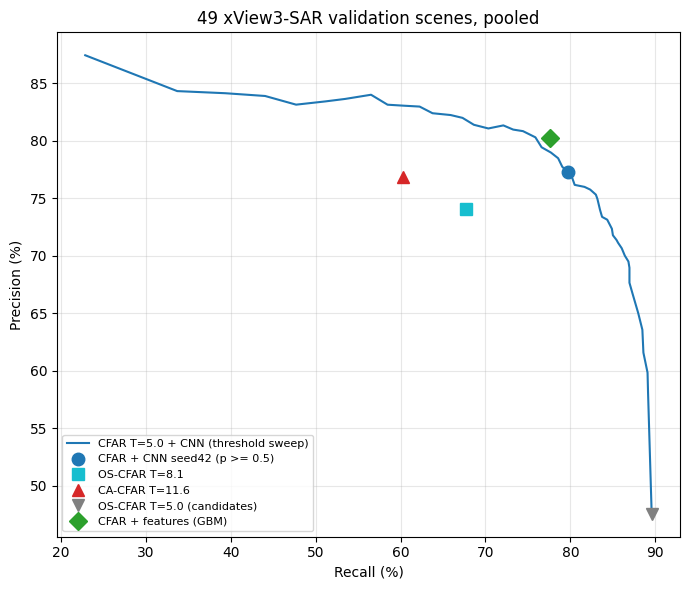 49 xView3-SAR validation scenes, pooled
Precision (%)
85
80
75
70
65
60
55
50
CFAR T=5.0 + CNN (threshold sweep)
CFAR + CNN seed42 (p >= 0.5)
OS-CFAR T=8.1
CA-CFAR T=11.6
OS-CFAR T=5.0 (candidates)
CFAR + features (GBM)
20 30 40 50 60 70 80 90
Recall (%)